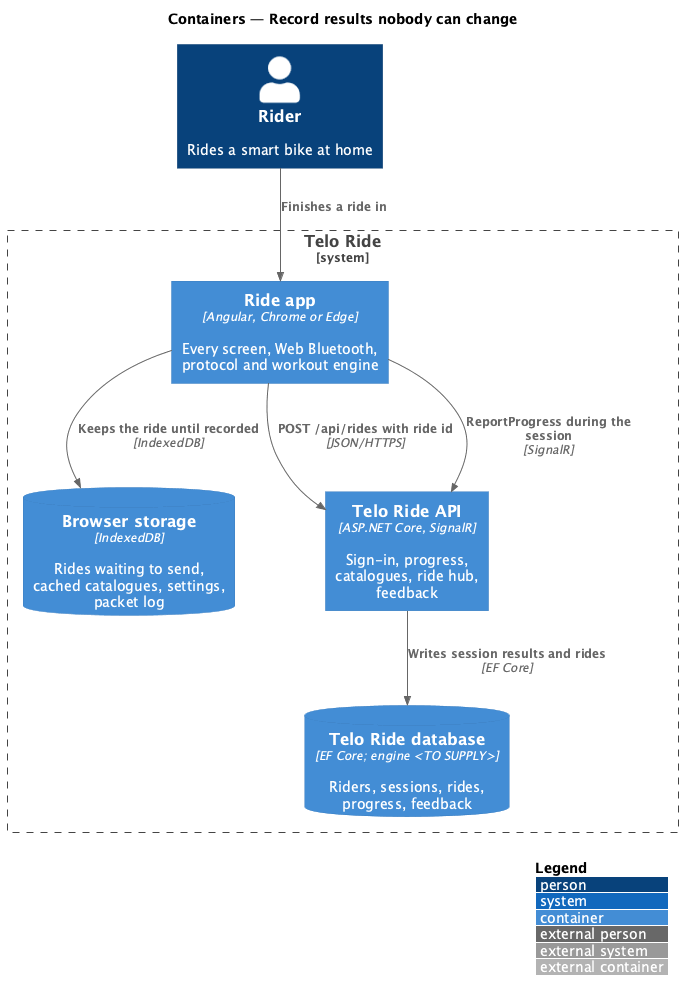 Containers — Record results nobody can change
Rider
Rides a smart bike at home
Finishes a ride in
Telo Ride
[system]
Ride app
[Angular, Chrome or Edge]
Every screen, Web Bluetooth,
protocol and workout engine
Keeps the ride until recorded
[IndexedDB]
POST /api/rides with ride id
[JSON/HTTPS]
ReportProgress during the
session
[SignalR]
Browser storage
[IndexedDB]
Rides waiting to send,
cached catalogues, settings,
packet log
Telo Ride API
[ASP.NET Core, SignalR]
Sign-in, progress,
catalogues, ride hub,
feedback
Writes session results and rides
[EF Core]
Telo Ride database
[EF Core; engine <TO SUPPLY>]
Riders, sessions, rides,
progress, feedback
Legend
person
system
container
external person
external system
external container